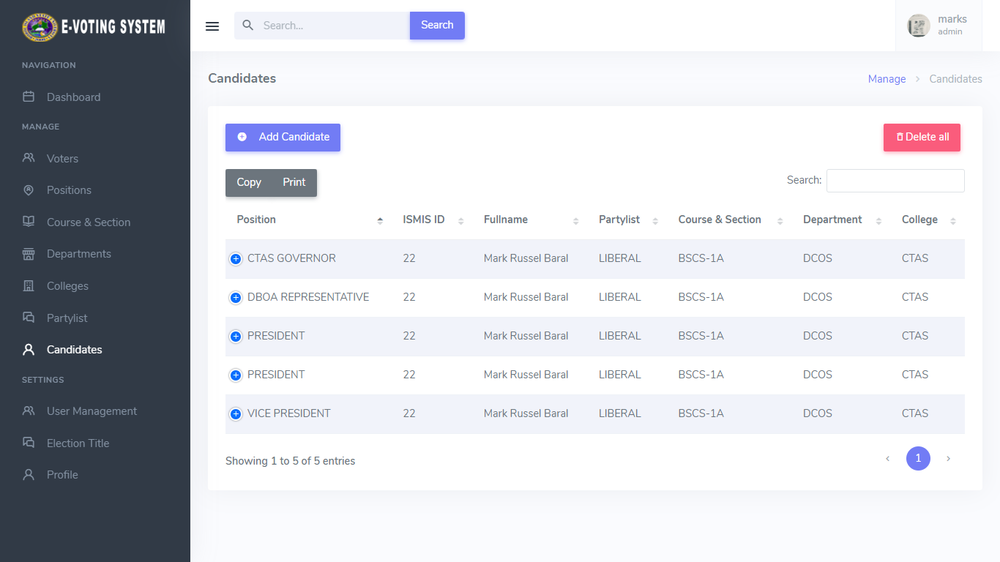 E-VOTING SYSTEM
NAVIGATION
Dashboard
MANAGE
Voters
Positions
Course & Section
Departments
Colleges
Partylist
Candidates
SETTINGS
User Management
Election Title
Profile
Search... Search
marks
admin
Candidates
Manage > Candidates
Add Candidate
Delete all
Copy Print
Search:
Position ISMIS ID Fullname Partylist Course & Section Department College
CTAS GOVERNOR 22 Mark Russel Baral LIBERAL BSCS-1A DCOS CTAS
DBOA REPRESENTATIVE 22 Mark Russel Baral LIBERAL BSCS-1A DCOS CTAS
PRESIDENT 22 Mark Russel Baral LIBERAL BSCS-1A DCOS CTAS
PRESIDENT 22 Mark Russel Baral LIBERAL BSCS-1A DCOS CTAS
VICE PRESIDENT 22 Mark Russel Baral LIBERAL BSCS-1A DCOS CTAS
Showing 1 to 5 of 5 entries
‹ 1 ›